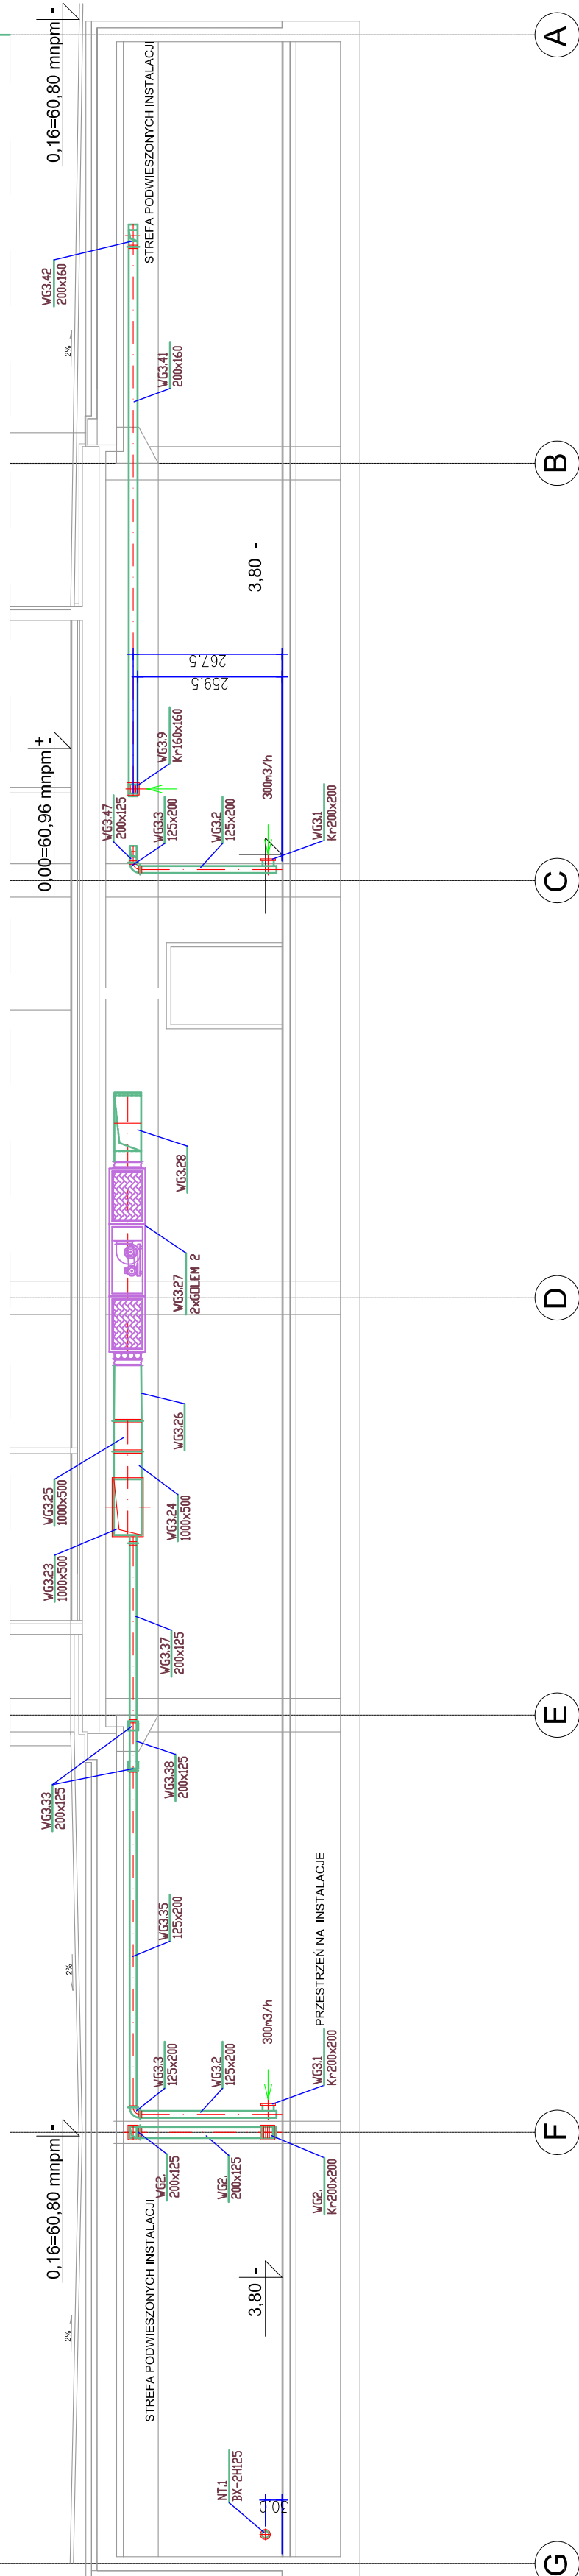 0,16=60,80 mnpm -
A
STREFA PODWIESZONYCH INSTALACJI
WG3.42
200x160
2%
WG3.41
200x160
B
3,80 -
267.5
259.5
0,00=60,96 mnpm +-
WG3.9
Kr160x160
WG3.47
200x125
WG3.3
125x200
WG3.2
125x200
300m3/h
WG3.1
Kr200x200
C
WG3.28
WG3.27
2xGOLEM 2
D
WG3.26
WG3.25
1000x500
WG3.24
1000x500
WG3.23
1000x500
WG3.37
200x125
E
WG3.38
200x125
WG3.33
200x125
WG3.35
125x200
PRZESTRZEŃ NA INSTALACJE
2%
300m3/h
WG3.3
125x200
WG3.2
125x200
WG3.1
Kr200x200
F
WG2.
200x125
WG2.
200x125
WG2.
Kr200x200
0,16=60,80 mnpm -
STREFA PODWIESZONYCH INSTALACJI
3,80 -
2%
NT.1
BX-2H125
30.0
G